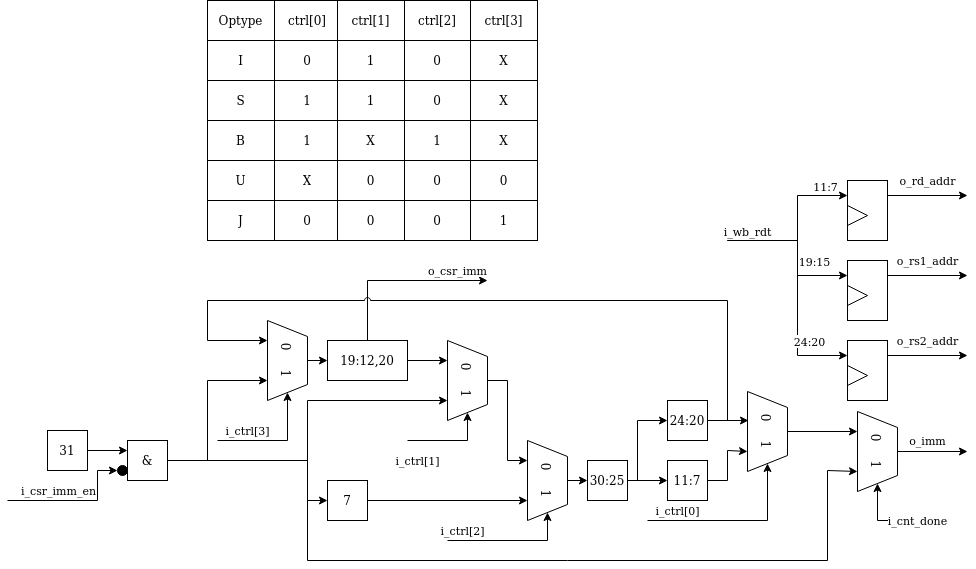 Optype ctrl[0] ctrl[1] ctrl[2] ctrl[3]
I 0 1 0 X
S 1 1 0 X
B 1 X 1 X
U X 0 0 0
J 0 0 0 1
11:7
o_rd_addr
i_wb_rdt
19:15
o_rs1_addr
o_csr_imm
24:20
o_rs2_addr
0
1
19:12,20
0
1
i_ctrl[3]
24:20
0
1
31
&
i_ctrl[1]
0
1
o_imm
0
1
i_csr_imm_en
7
30:25
11:7
i_ctrl[0]
0
1
i_cnt_done
i_ctrl[2]